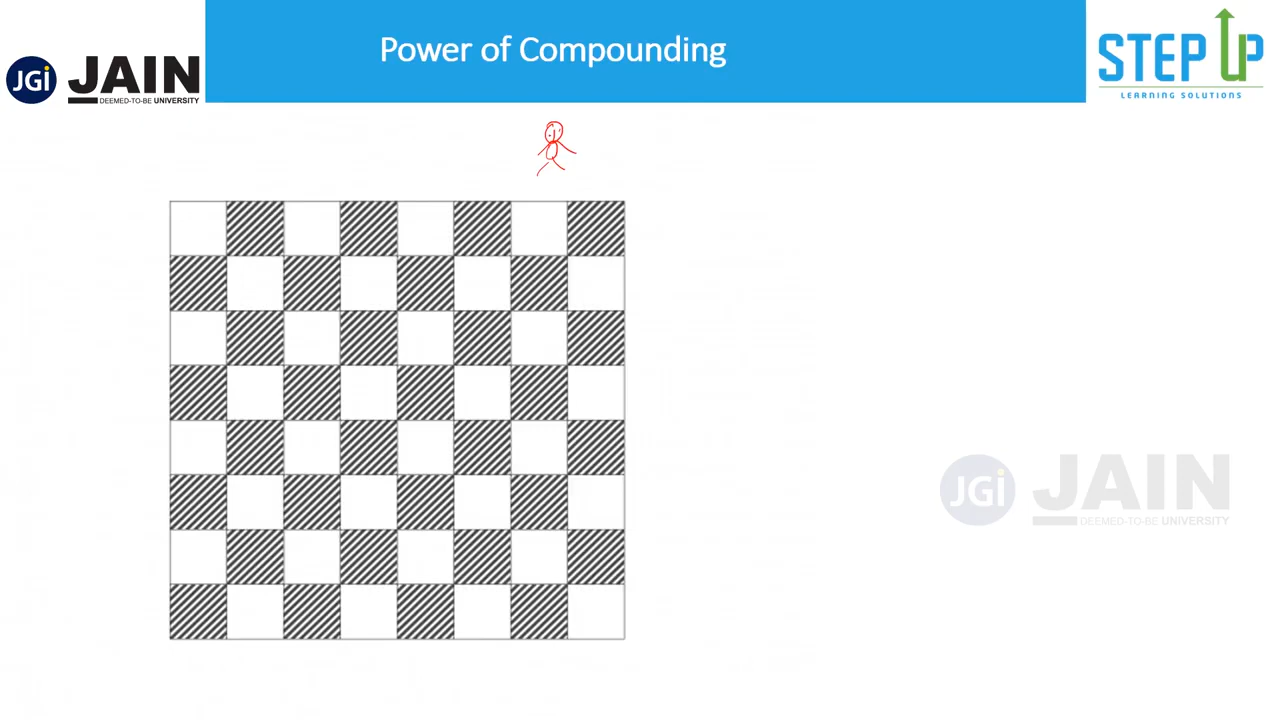 Power of Compounding
JGi JAIN
DEEMED-TO-BE UNIVERSITY
STEP UP
LEARNING SOLUTIONS
JGi JAIN
DEEMED-TO-BE UNIVERSITY